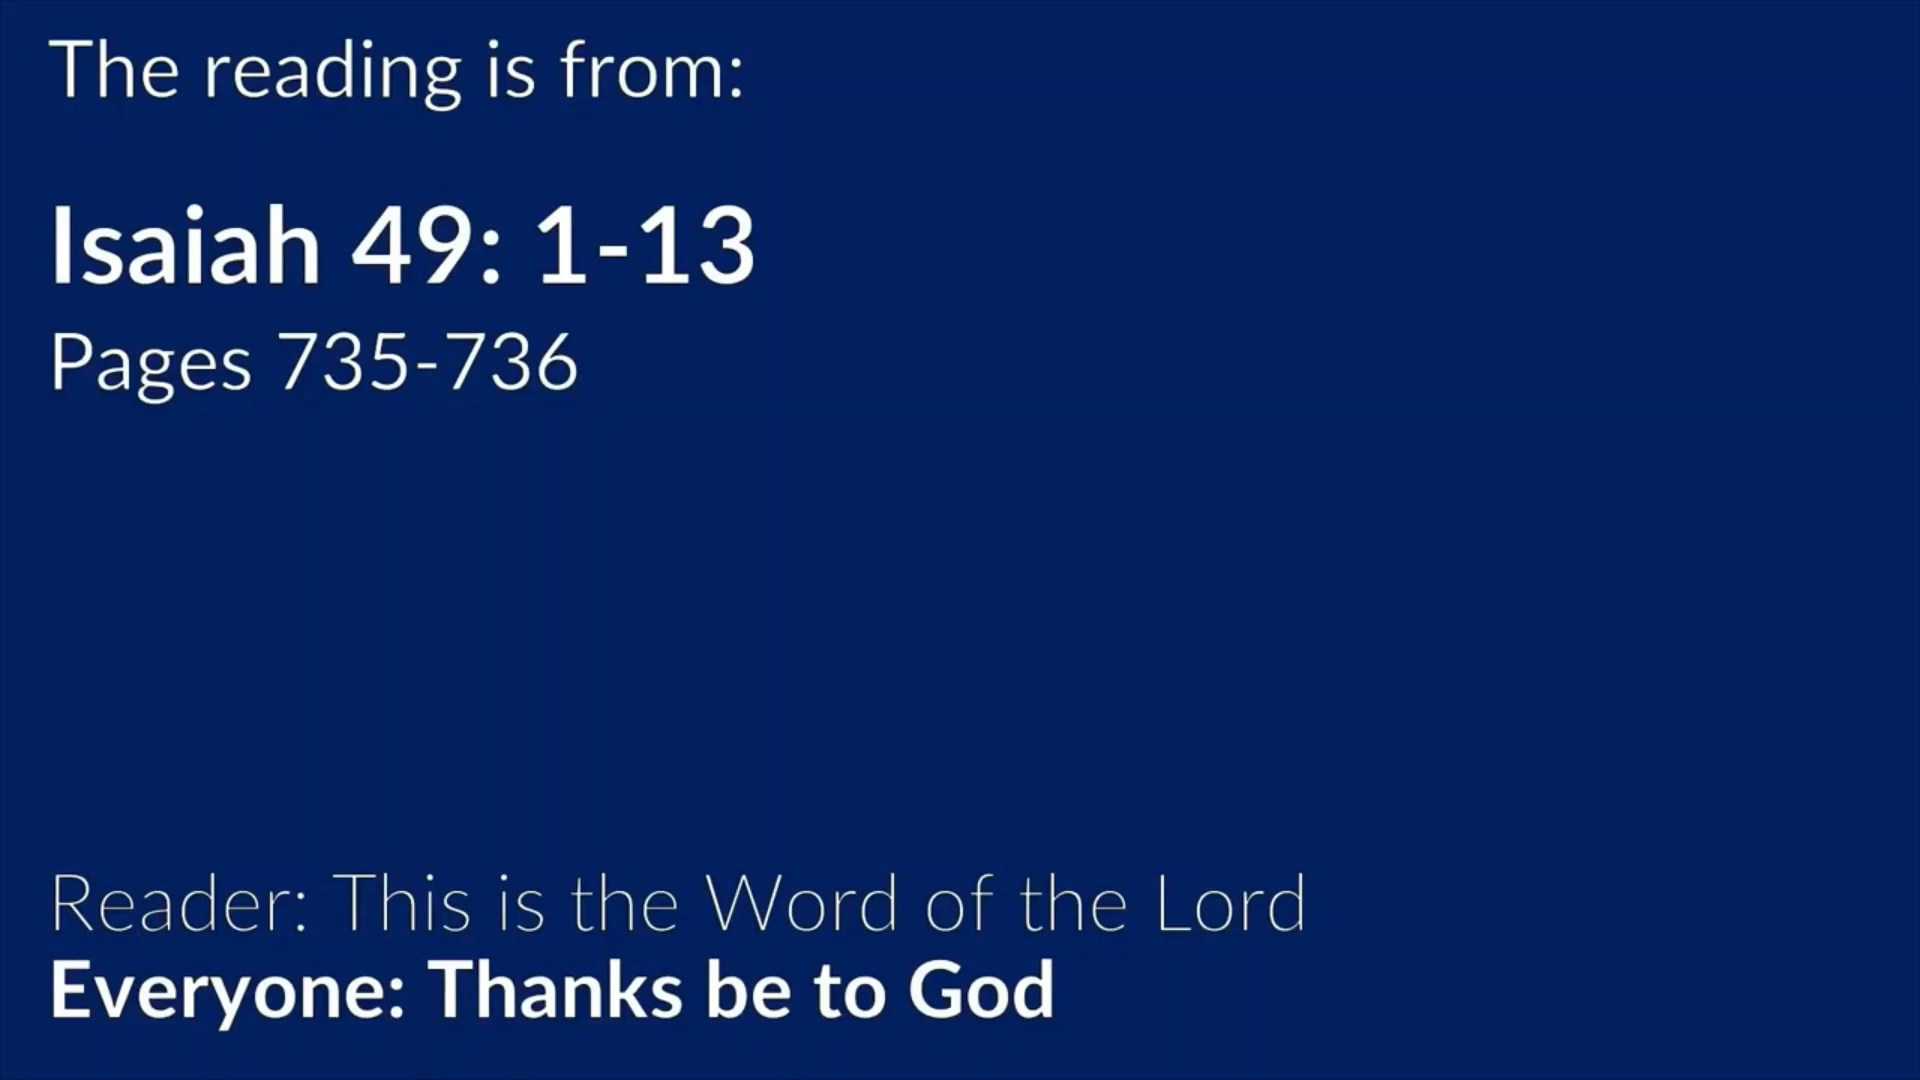 The reading is from:
Isaiah 49: 1-13
Pages 735-736
Reader: This is the Word of the Lord
Everyone: Thanks be to God